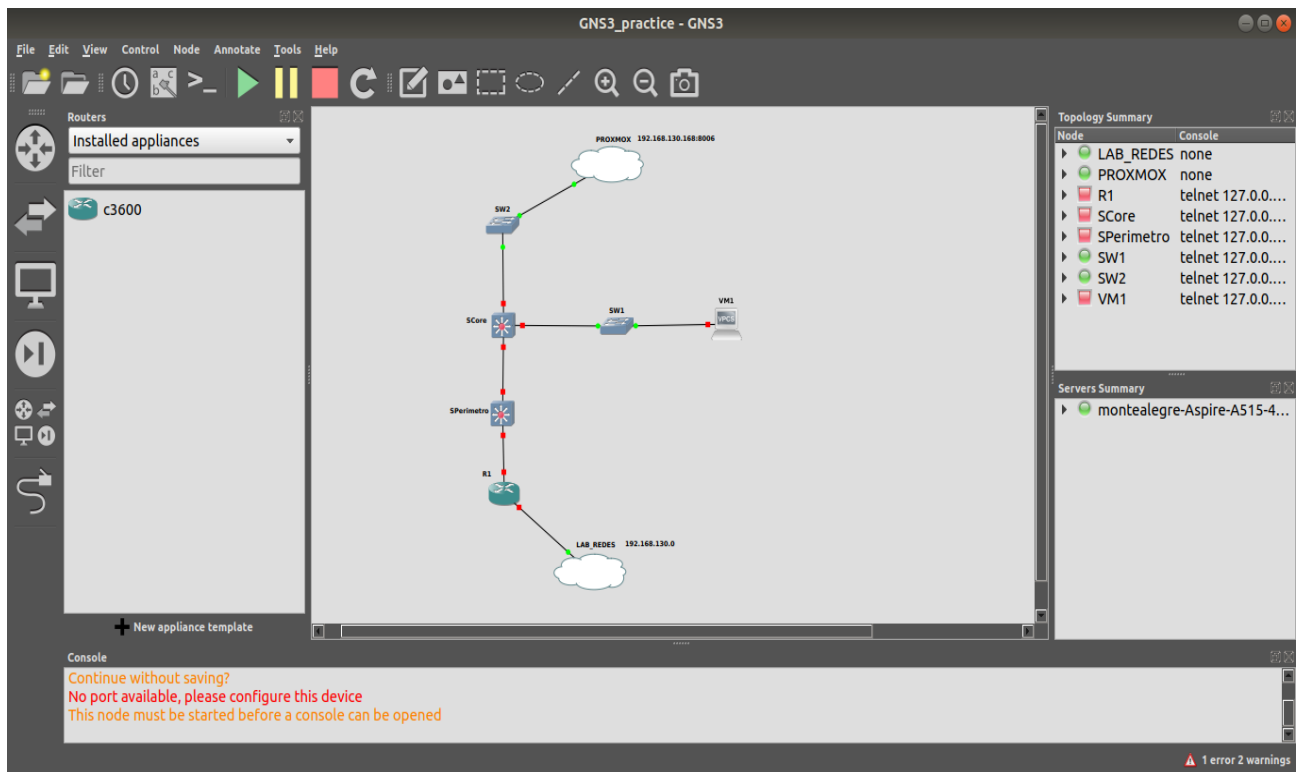 GNS3_practice - GNS3
File Edit View Control Node Annotate Tools Help
Routers
Installed appliances
Filter
c3600
New appliance template
PROXMOX 192.168.130.168:8006
SW2
SCore
SW1
VM1
VPCS
SPerimetro
R1
LAB_REDES 192.168.130.0
Topology Summary
Node Console
LAB_REDES none
PROXMOX none
R1 telnet 127.0.0....
SCore telnet 127.0.0....
SPerimetro telnet 127.0.0....
SW1 telnet 127.0.0....
SW2 telnet 127.0.0....
VM1 telnet 127.0.0....
Servers Summary
montealegre-Aspire-A515-4...
Console
Continue without saving?
No port available, please configure this device
This node must be started before a console can be opened
1 error 2 warnings